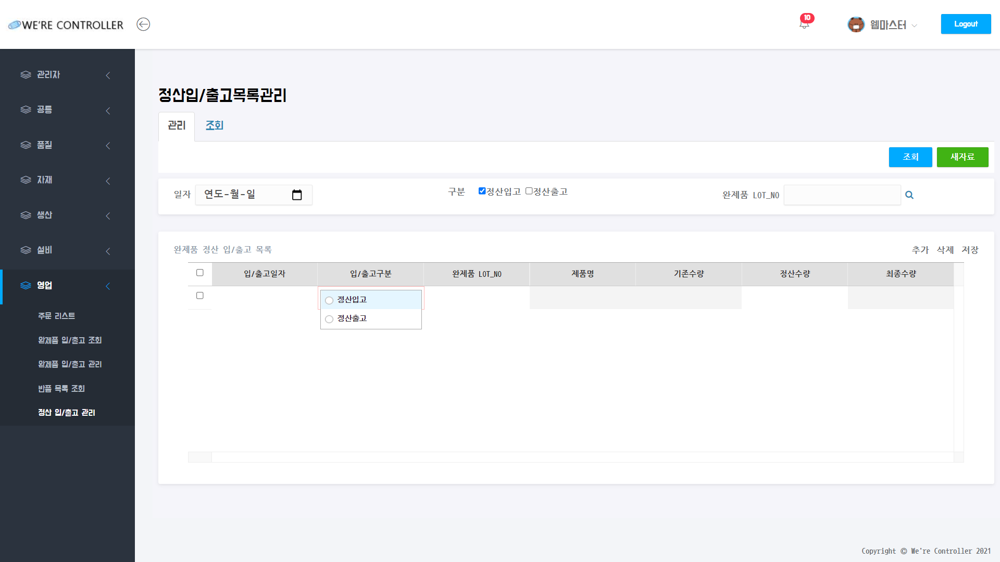 WE'RE CONTROLLER
10
웹마스터
Logout
관리자
공통
품질
자재
생산
설비
영업
주문 리스트
완제품 입/출고 조회
완제품 입/출고 관리
반품 목록 조회
정산 입/출고 관리
정산입/출고목록관리
관리 조회
조회 새자료
일자 연도-월-일 구분 정산입고 정산출고 완제품 LOT_NO
완제품 정산 입/출고 목록 추가 삭제 저장
입/출고일자 입/출고구분 완제품 LOT_NO 제품명 기존수량 정산수량 최종수량
정산입고
정산출고
Copyright © We're Controller 2021